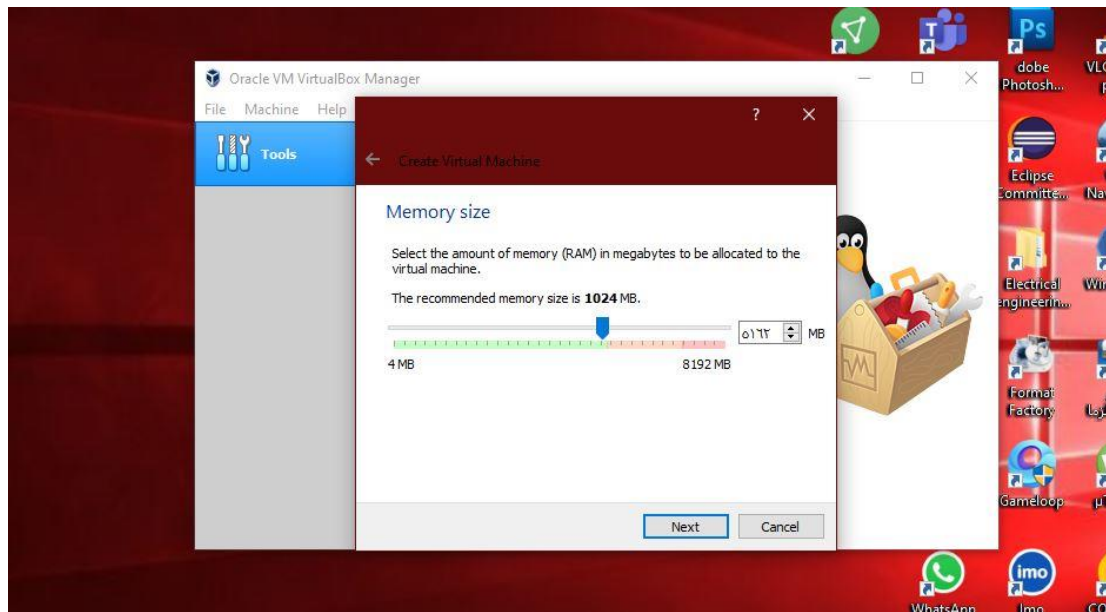 Ps
dobe
Photosh...
Oracle VM VirtualBox Manager
File Machine Help
?
Tools
Create Virtual Machine
Eclipse
Committe...
Memory size
Select the amount of memory (RAM) in megabytes to be allocated to the
virtual machine.
The recommended memory size is 1024 MB.
٥١٦٢ MB
4 MB 8192 MB
Electrical
engineerin...
Format
Factory
Gameloop
Next Cancel
WhatsApp
imo
Imo